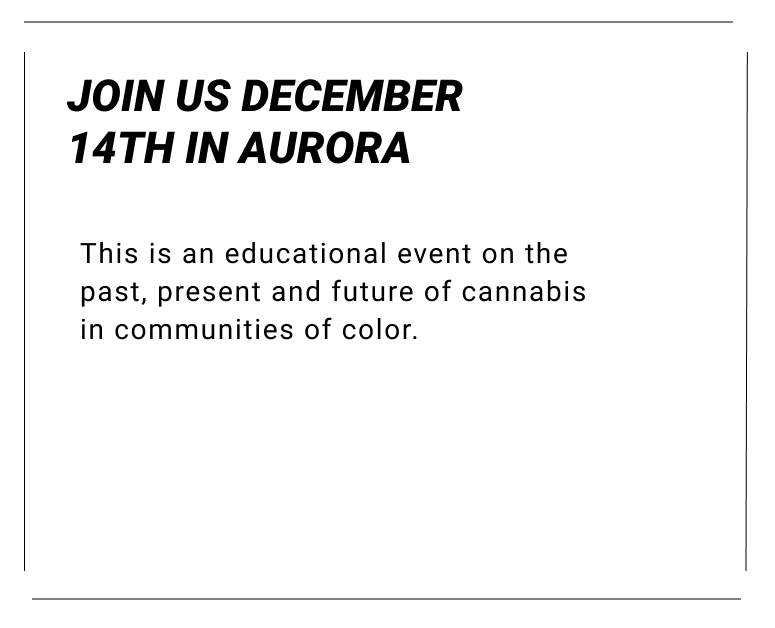 JOIN US DECEMBER
14TH IN AURORA
This is an educational event on the
past, present and future of cannabis
in communities of color.